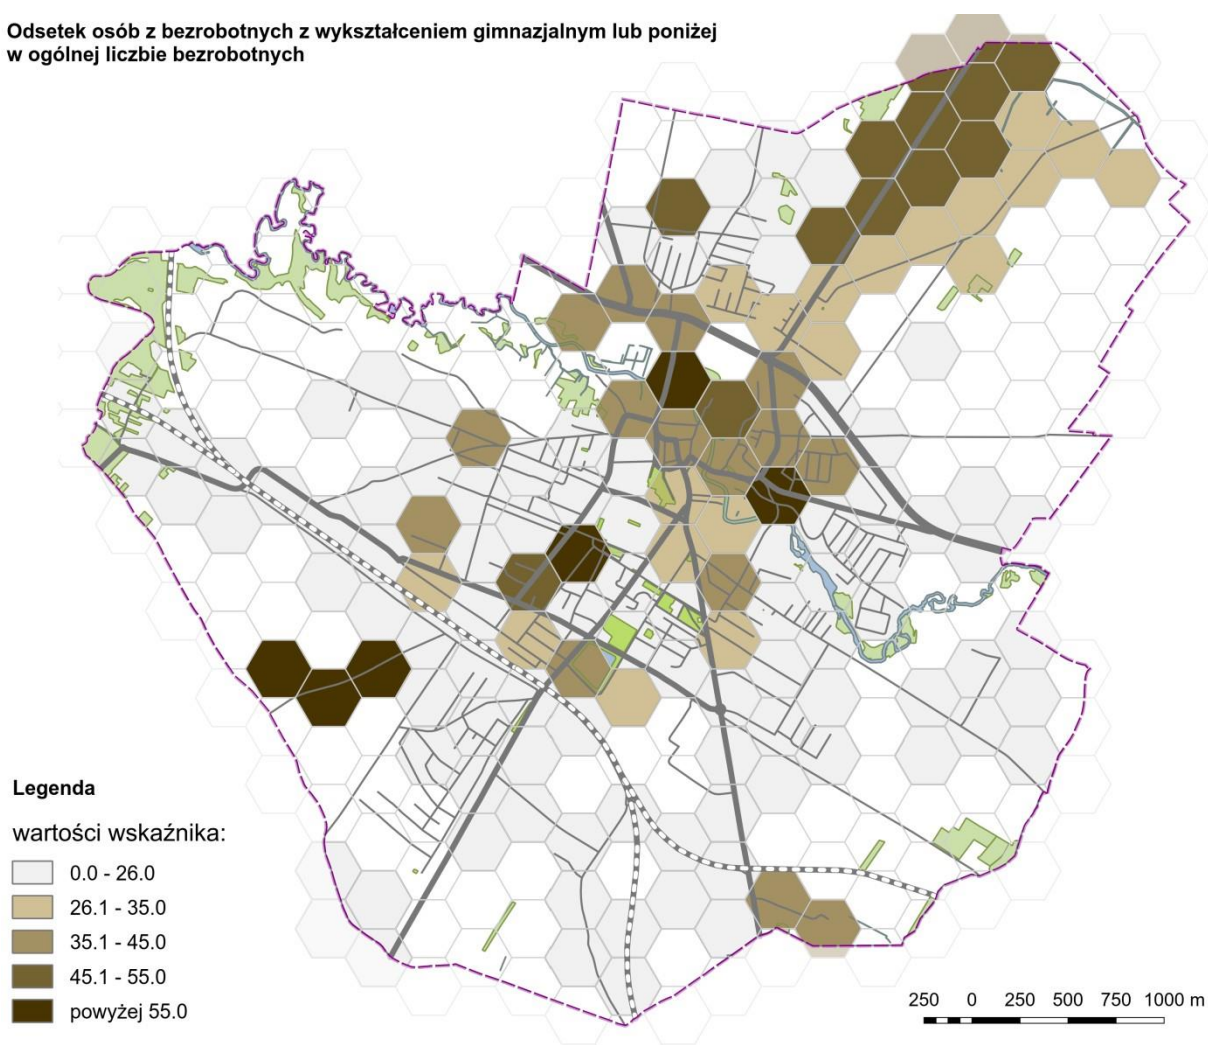 Odsetek osób z bezrobotnych z wykształceniem gimnazjalnym lub poniżej
w ogólnej liczbie bezrobotnych
Legenda
wartości wskaźnika:
0.0 - 26.0
26.1 - 35.0
35.1 - 45.0
45.1 - 55.0
powyżej 55.0
250 0 250 500 750 1000 m